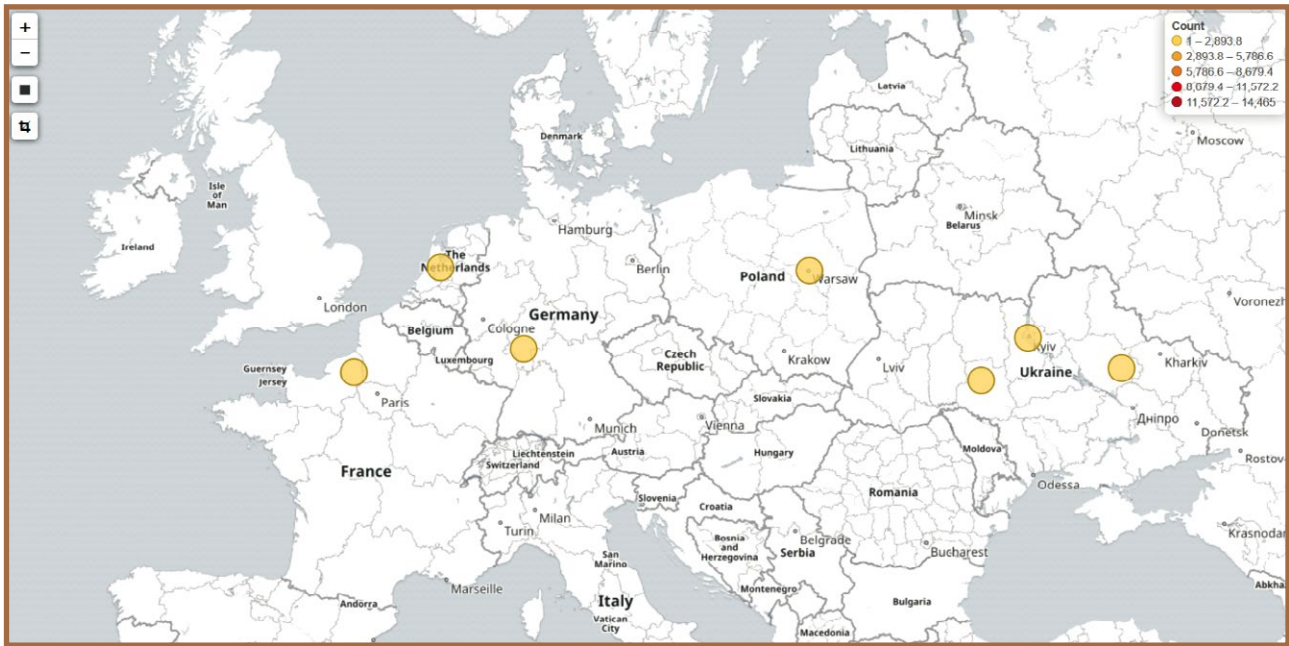 +
−
Count
1 – 2,893.8
2,893.8 – 5,786.6
5,786.6 – 8,679.4
8,679.4 – 11,572.2
11,572.2 – 14,465
Latvia
Moscow
Denmark
Lithuania
Isle
of
Man
Minsk
Belarus
Hamburg
Ireland
The
Netherlands
Berlin
Poland
Warsaw
London
Voronezh
Germany
Belgium
Cologne
Kyiv
Luxembourg
Czech
Republic
Krakow
Lviv
Kharkiv
Guernsey
Jersey
Ukraine
Paris
Slovakia
Дніпро
Munich
Vienna
Donetsk
Liechtenstein
Switzerland
Austria
Hungary
Moldova
Rostov
France
Odessa
Slovenia
Romania
Croatia
Milan
Turin
Krasnodar
Bosnia
and
Herzegovina
Belgrade
Serbia
Bucharest
San
Marino
Marseille
Montenegro
Abkha
Andorra
Italy
Bulgaria
Vatican
City
Macedonia